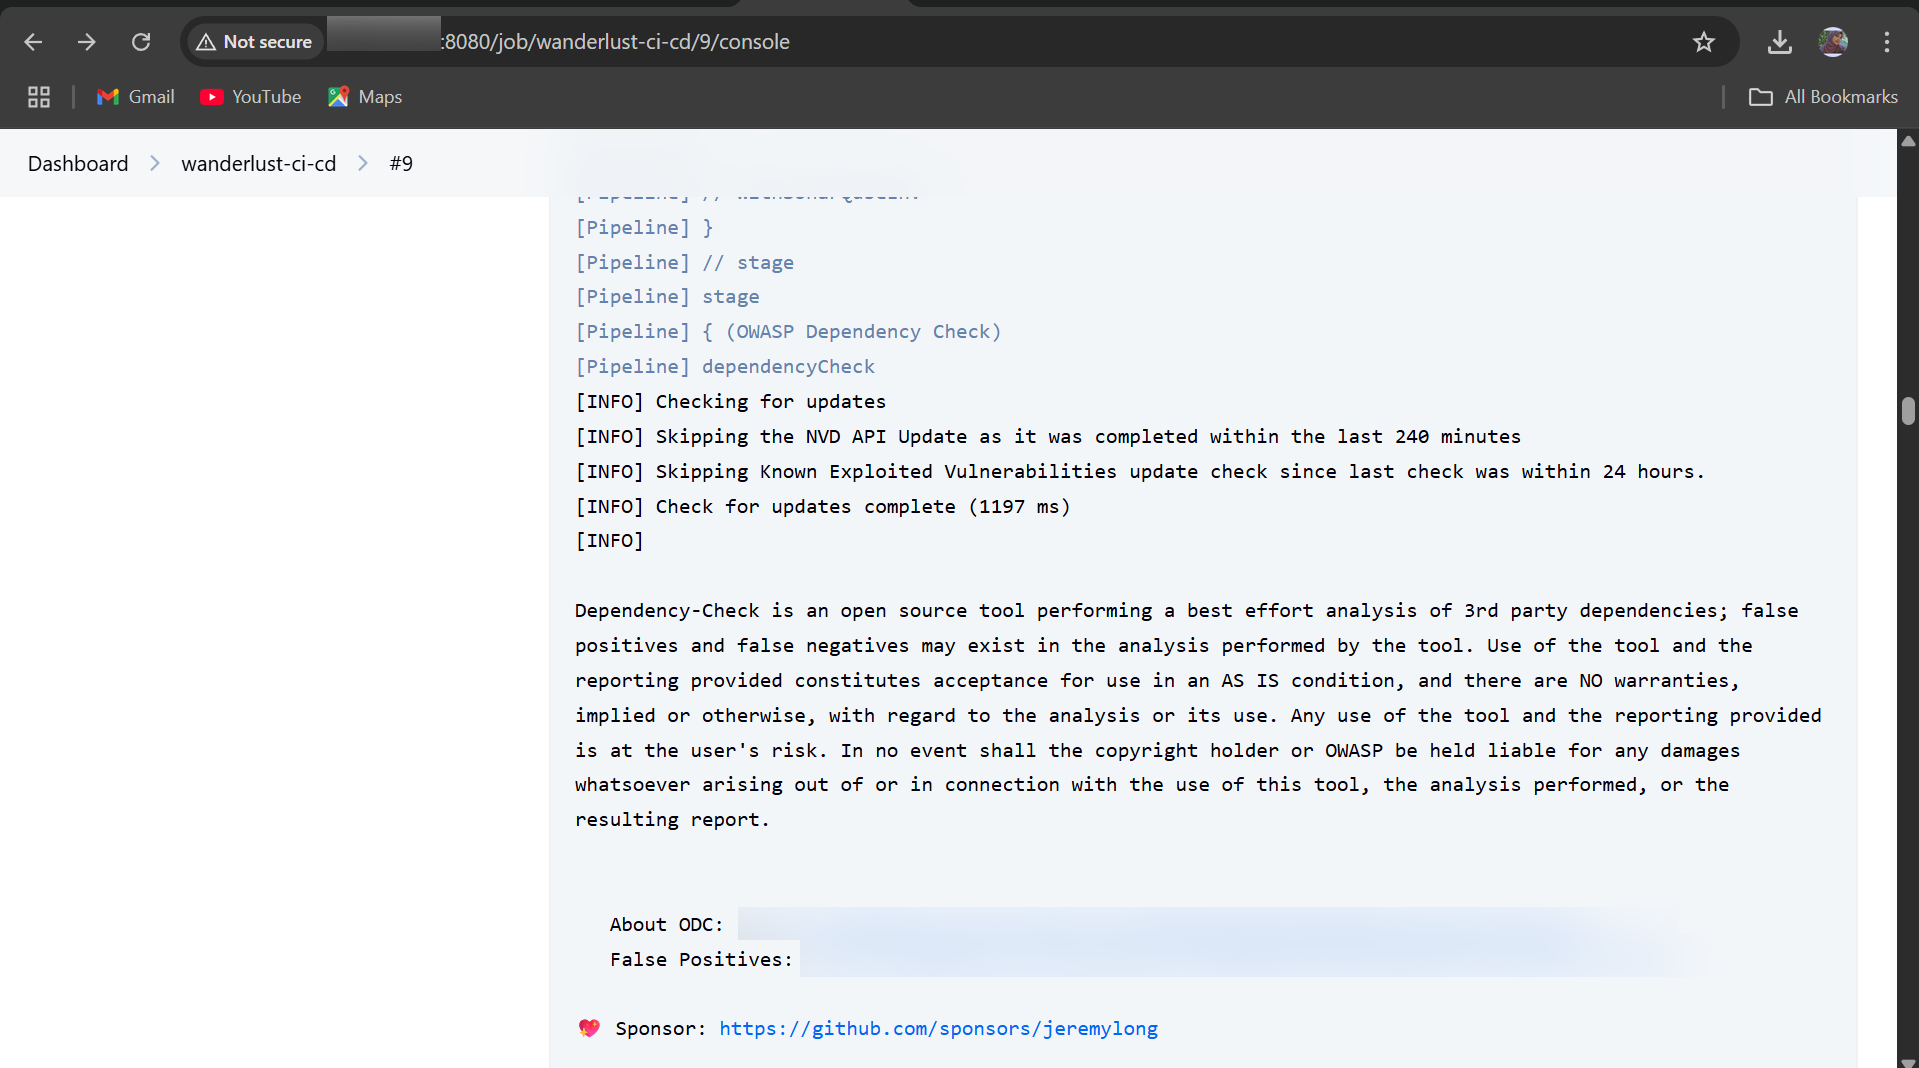 Not secure :8080/job/wanderlust-ci-cd/9/console
Gmail YouTube Maps All Bookmarks
Dashboard wanderlust-ci-cd #9
[Pipeline] }
[Pipeline] // stage
[Pipeline] stage
[Pipeline] { (OWASP Dependency Check)
[Pipeline] dependencyCheck
[INFO] Checking for updates
[INFO] Skipping the NVD API Update as it was completed within the last 240 minutes
[INFO] Skipping Known Exploited Vulnerabilities update check since last check was within 24 hours.
[INFO] Check for updates complete (1197 ms)
[INFO]
Dependency-Check is an open source tool performing a best effort analysis of 3rd party dependencies; false
positives and false negatives may exist in the analysis performed by the tool. Use of the tool and the
reporting provided constitutes acceptance for use in an AS IS condition, and there are NO warranties,
implied or otherwise, with regard to the analysis or its use. Any use of the tool and the reporting provided
is at the user's risk. In no event shall the copyright holder or OWASP be held liable for any damages
whatsoever arising out of or in connection with the use of this tool, the analysis performed, or the
resulting report.
About ODC:
False Positives:
💖 Sponsor: https://github.com/sponsors/jeremylong